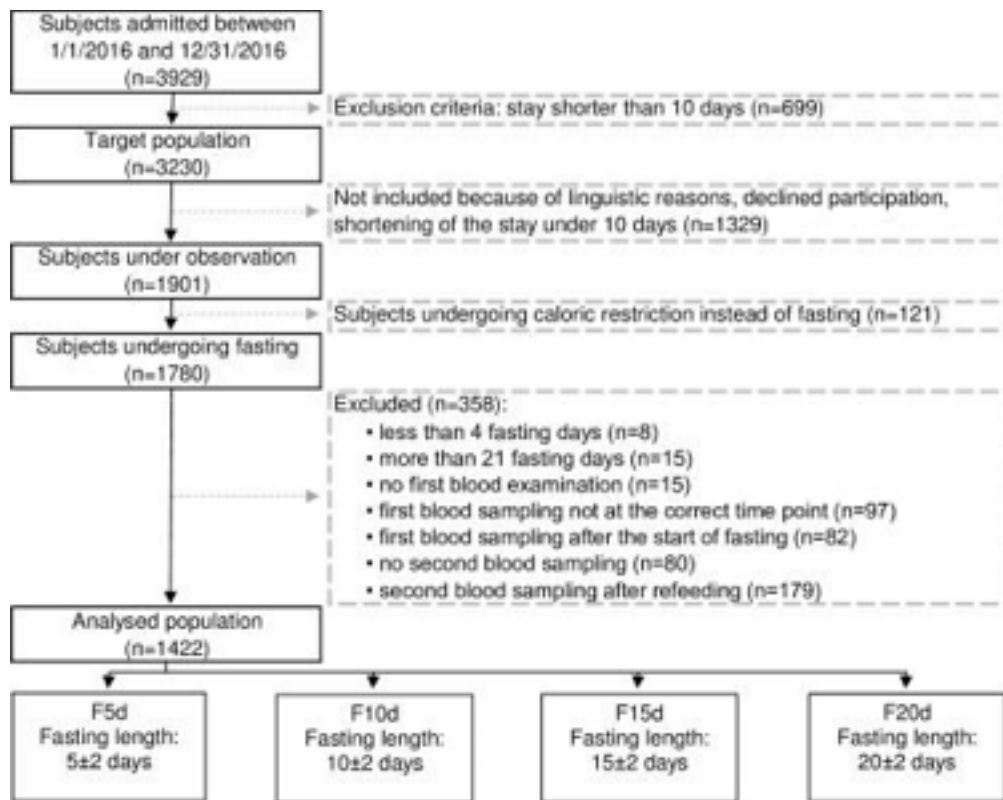 Subjects admitted between
1/1/2016 and 12/31/2016
(n=3929)
Exclusion criteria: stay shorter than 10 days (n=699)
Target population
(n=3230)
Not included because of linguistic reasons, declined participation,
shortening of the stay under 10 days (n=1329)
Subjects under observation
(n=1901)
Subjects undergoing caloric restriction instead of fasting (n=121)
Subjects undergoing fasting
(n=1780)
Excluded (n=358):
• less than 4 fasting days (n=8)
• more than 21 fasting days (n=15)
• no first blood examination (n=15)
• first blood sampling not at the correct time point (n=97)
• first blood sampling after the start of fasting (n=82)
• no second blood sampling (n=80)
• second blood sampling after refeeding (n=179)
Analysed population
(n=1422)
F5d
Fasting length:
5±2 days
F10d
Fasting length:
10±2 days
F15d
Fasting length:
15±2 days
F20d
Fasting length:
20±2 days